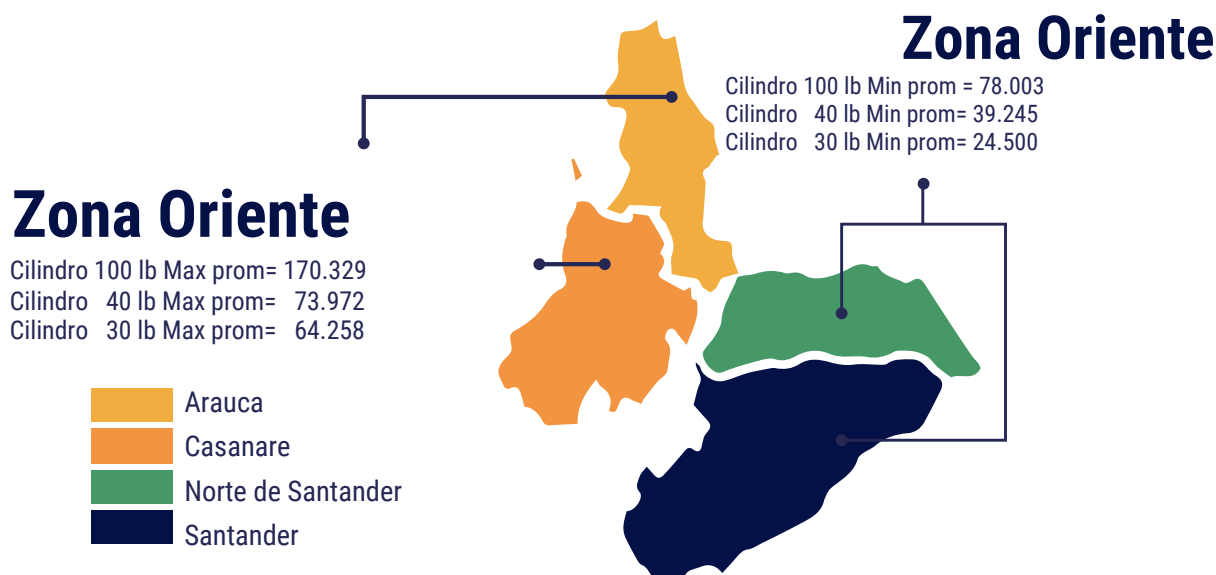 Zona Oriente
Cilindro 100 lb Min prom = 78.003
Cilindro 40 lb Min prom= 39.245
Cilindro 30 lb Min prom= 24.500
Zona Oriente
Cilindro 100 lb Max prom= 170.329
Cilindro 40 lb Max prom= 73.972
Cilindro 30 lb Max prom= 64.258
Arauca
Casanare
Norte de Santander
Santander